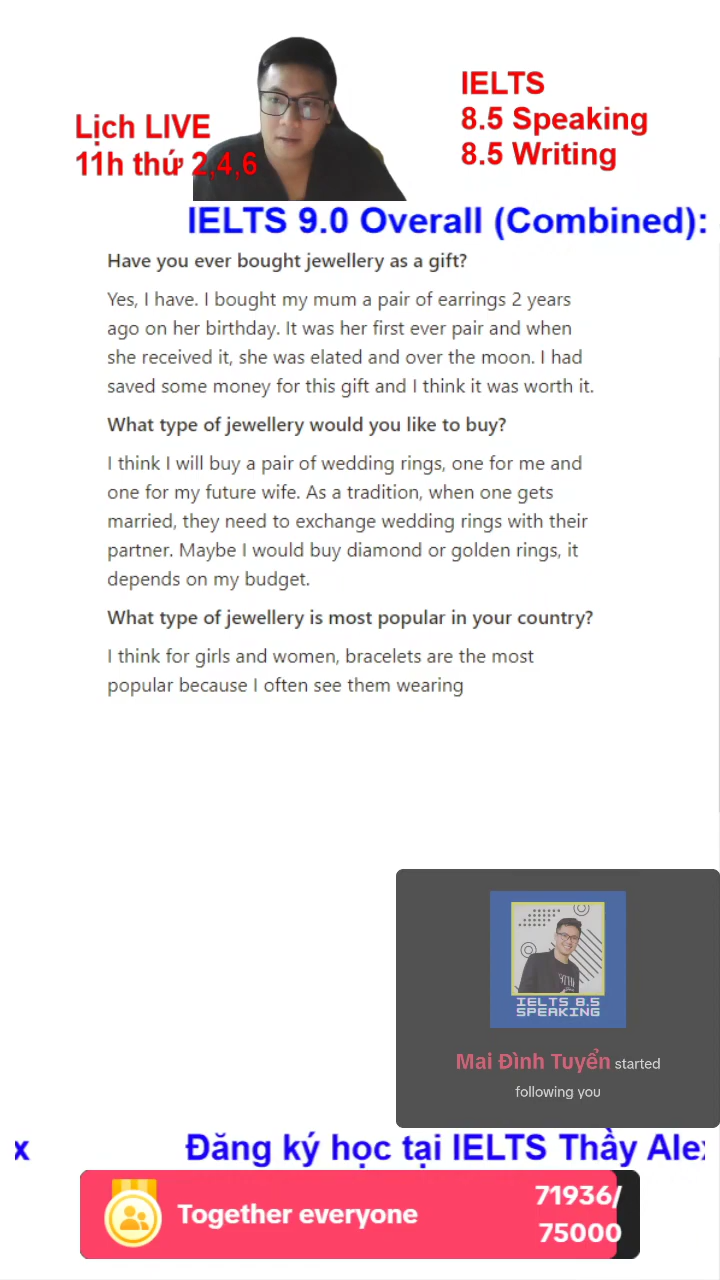 Lịch LIVE
11h thứ 2,4,6
IELTS
8.5 Speaking
8.5 Writing
IELTS 9.0 Overall (Combined):
Have you ever bought jewellery as a gift?
Yes, I have. I bought my mum a pair of earrings 2 years
ago on her birthday. It was her first ever pair and when
she received it, she was elated and over the moon. I had
saved some money for this gift and I think it was worth it.
What type of jewellery would you like to buy?
I think I will buy a pair of wedding rings, one for me and
one for my future wife. As a tradition, when one gets
married, they need to exchange wedding rings with their
partner. Maybe I would buy diamond or golden rings, it
depends on my budget.
What type of jewellery is most popular in your country?
I think for girls and women, bracelets are the most
popular because I often see them wearing
IELTS 8.5
SPEAKING
Mai Đình Tuyển started
following you
x
Đăng ký học tại IELTS Thầy Alex
Together everyone
71936/
75000